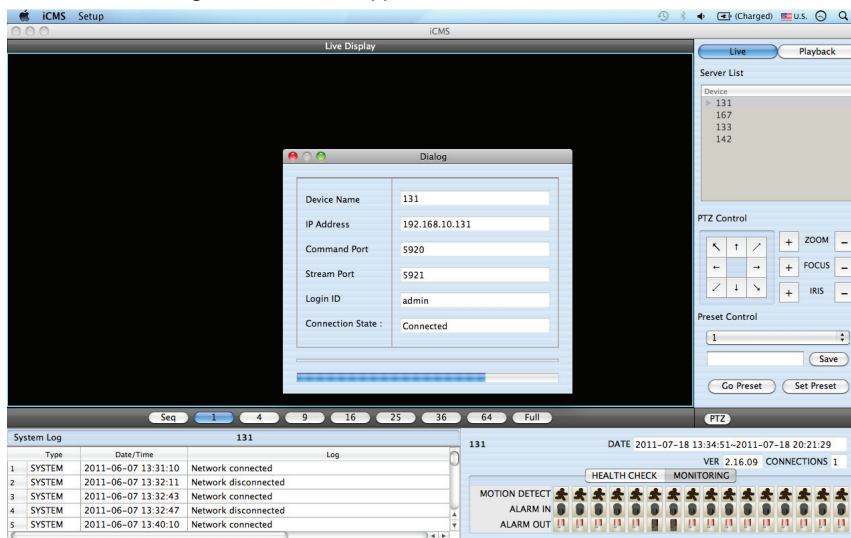 iCMS Setup (Charged) U.S.
iCMS
Live Display
Live Playback
Server List
Device
131
167
133
142
Dialog
Device Name 131
IP Address 192.168.10.131
Command Port 5920
Stream Port 5921
Login ID admin
Connection State : Connected
PTZ Control
+ ZOOM –
+ FOCUS –
+ IRIS –
Preset Control
1
Save
Go Preset Set Preset
Seq 1 4 9 16 25 36 64 Full PTZ
System Log 131
Type Date/Time Log
1 SYSTEM 2011-06-07 13:31:10 Network connected
2 SYSTEM 2011-06-07 13:32:11 Network disconnected
3 SYSTEM 2011-06-07 13:32:43 Network connected
4 SYSTEM 2011-06-07 13:32:47 Network disconnected
5 SYSTEM 2011-06-07 13:40:10 Network connected
131 DATE 2011-07-18 13:34:51~2011-07-18 20:21:29
VER 2.16.09 CONNECTIONS 1
HEALTH CHECK MONITORING
MOTION DETECT
ALARM IN
ALARM OUT